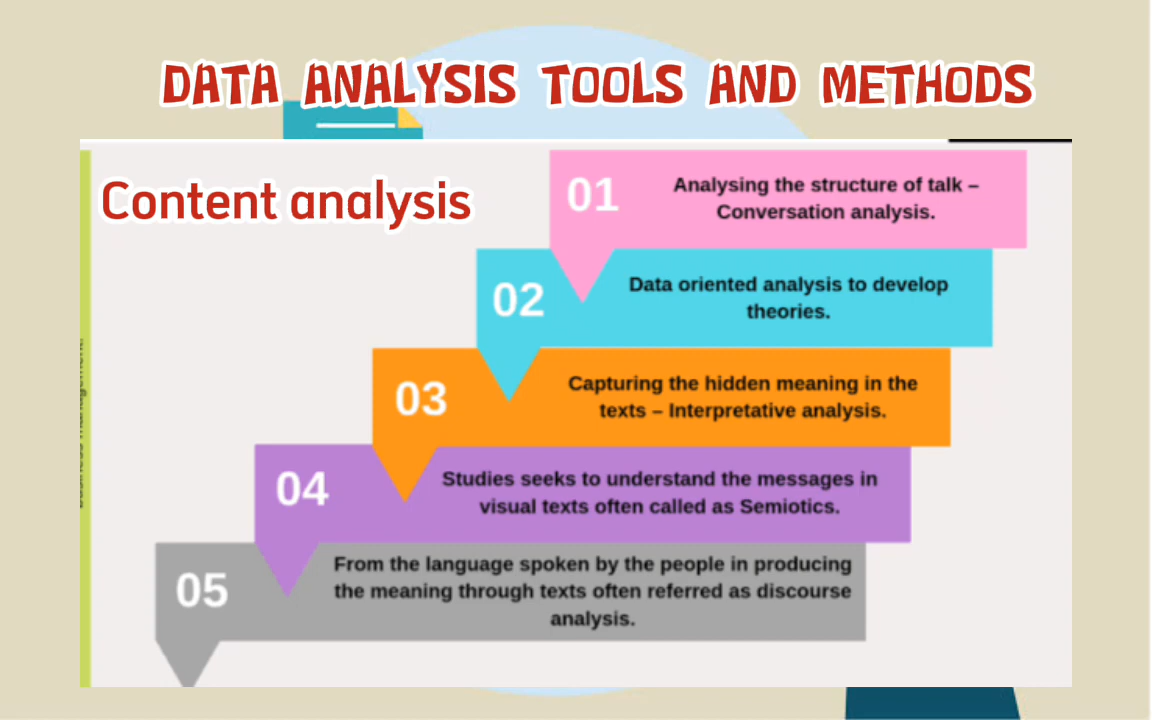 DATA ANALYSIS TOOLS AND METHODS
Content analysis
01
Analysing the structure of talk –
Conversation analysis.
02
Data oriented analysis to develop
theories.
03
Capturing the hidden meaning in the
texts – Interpretative analysis.
04
Studies seeks to understand the messages in
visual texts often called as Semiotics.
05
From the language spoken by the people in producing
the meaning through texts often referred as discourse
analysis.